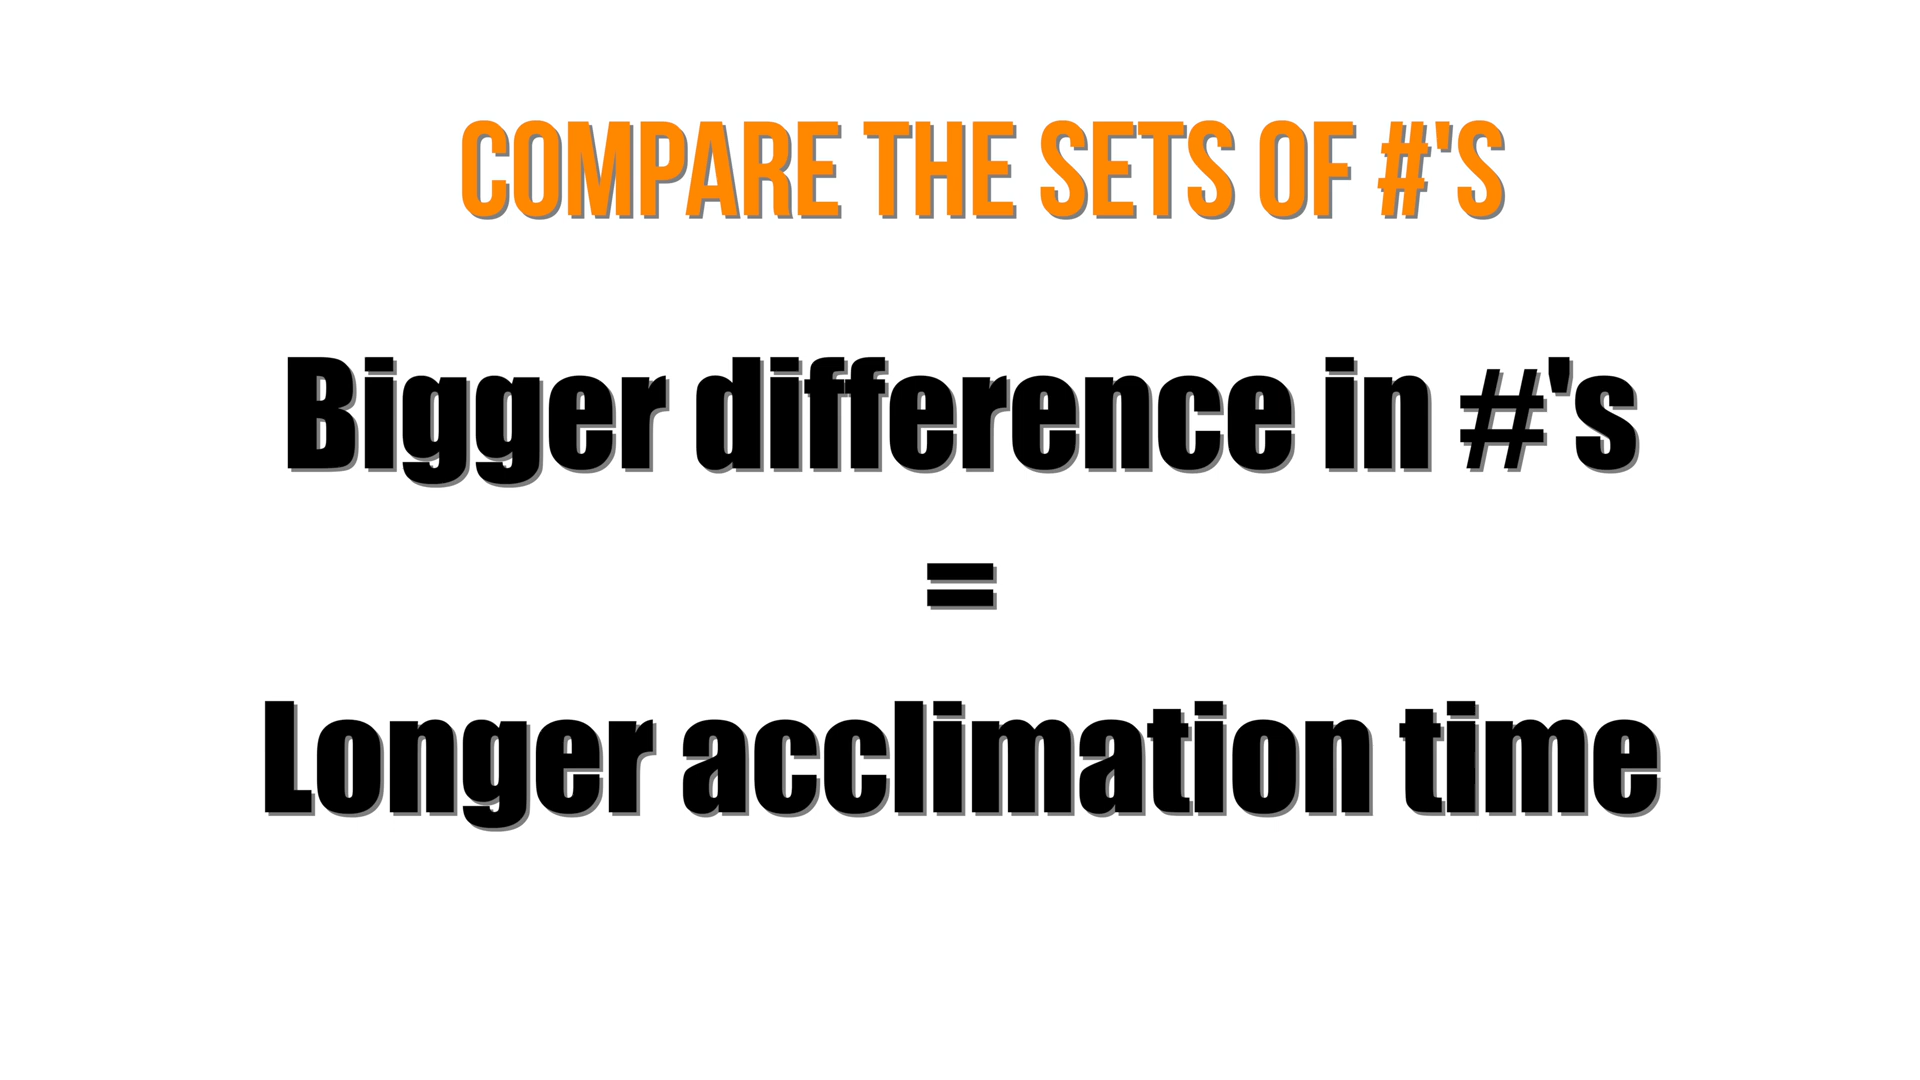 COMPARE THE SETS OF #'S
Bigger difference in #'s
=
Longer acclimation time